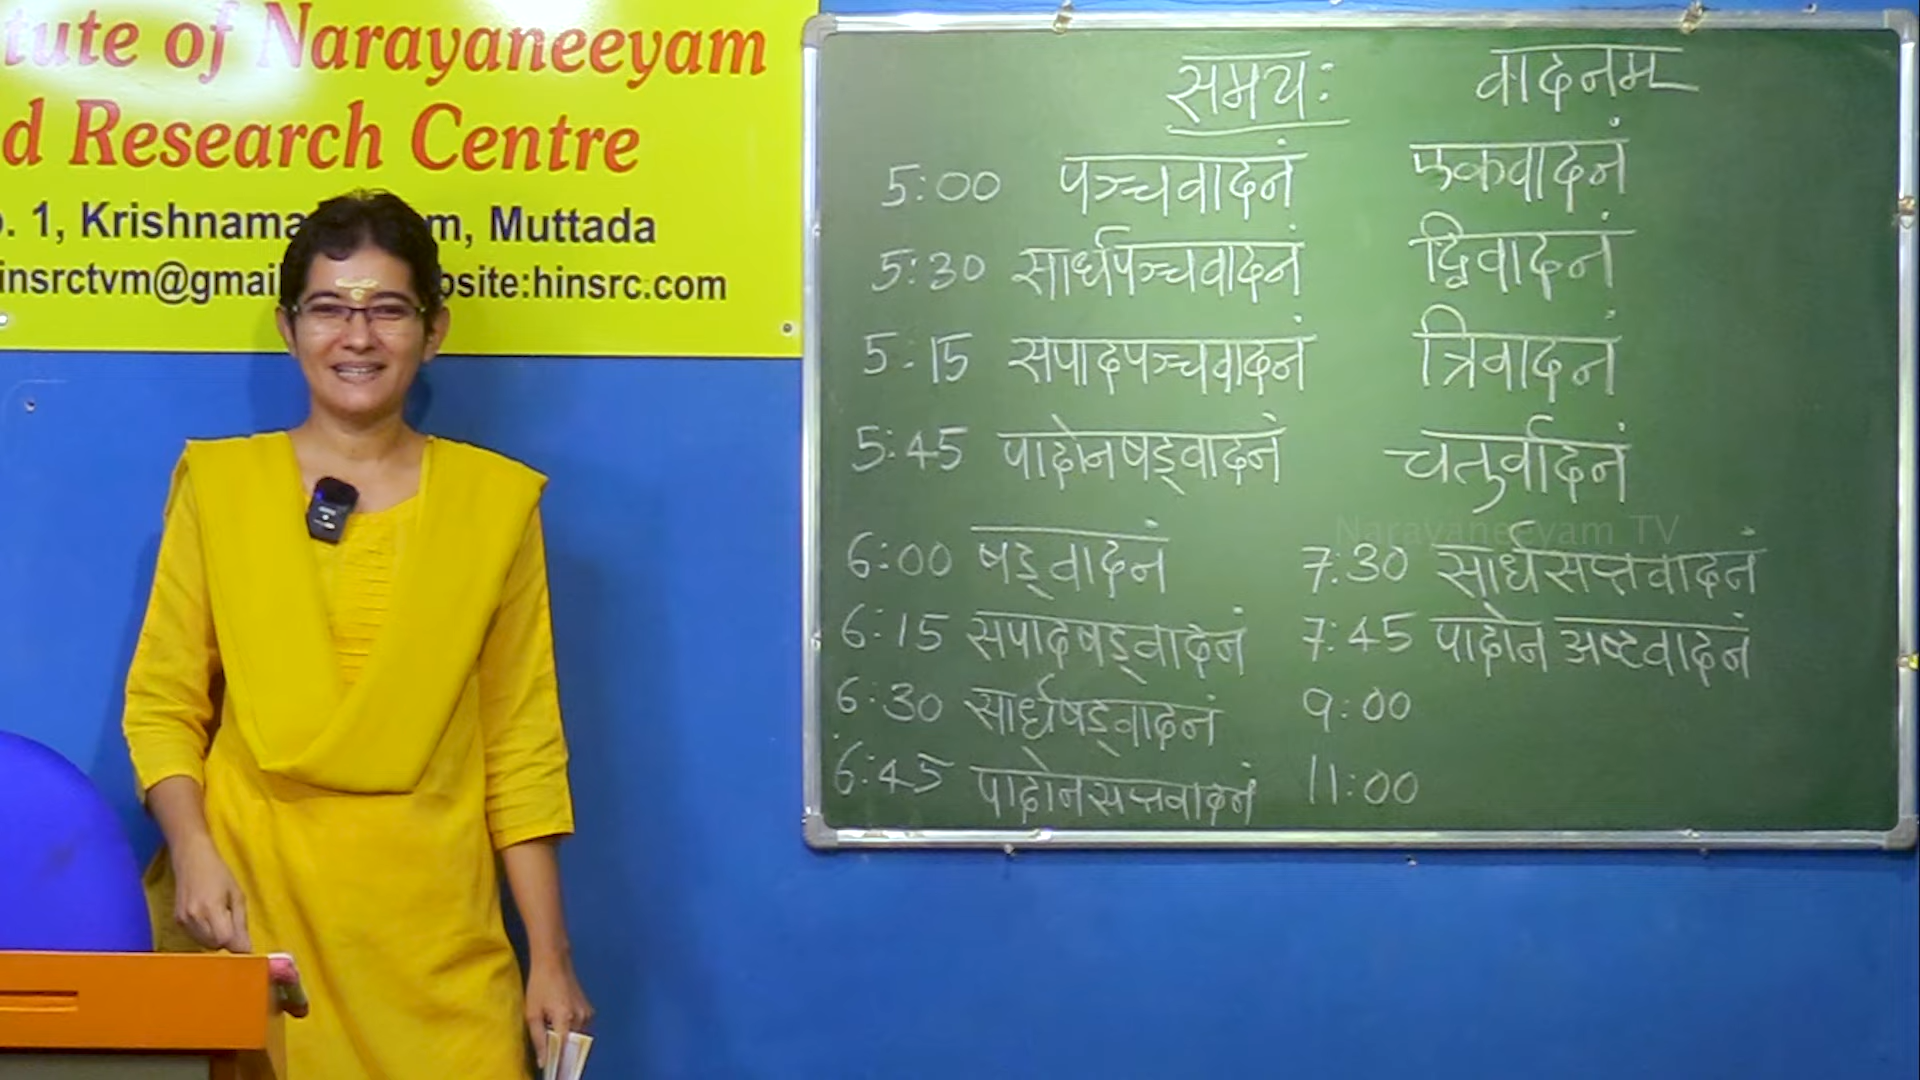 tute of Narayaneeyam
d Research Centre
. 1, Krishnama m, Muttada
insrctvm@gmai bsite:hinsrc.com
समयः वादनम्
5:00 पञ्चवादनं एकवादनं
5:30 सार्धपञ्चवादनं द्विवादनं
5:15 सपादपञ्चवादनं त्रिवादनं
5:45 पादोनषड्वादनं चतुर्वादनं
Narayaneeyam TV
6:00 षड्वादनं 7:30 सार्धसप्तवादनं
6:15 सपादषड्वादनं 7:45 पादोन अष्टवादनं
6:30 सार्धषड्वादनं 9:00
6:45 पादोनसप्तवादनं 11:00